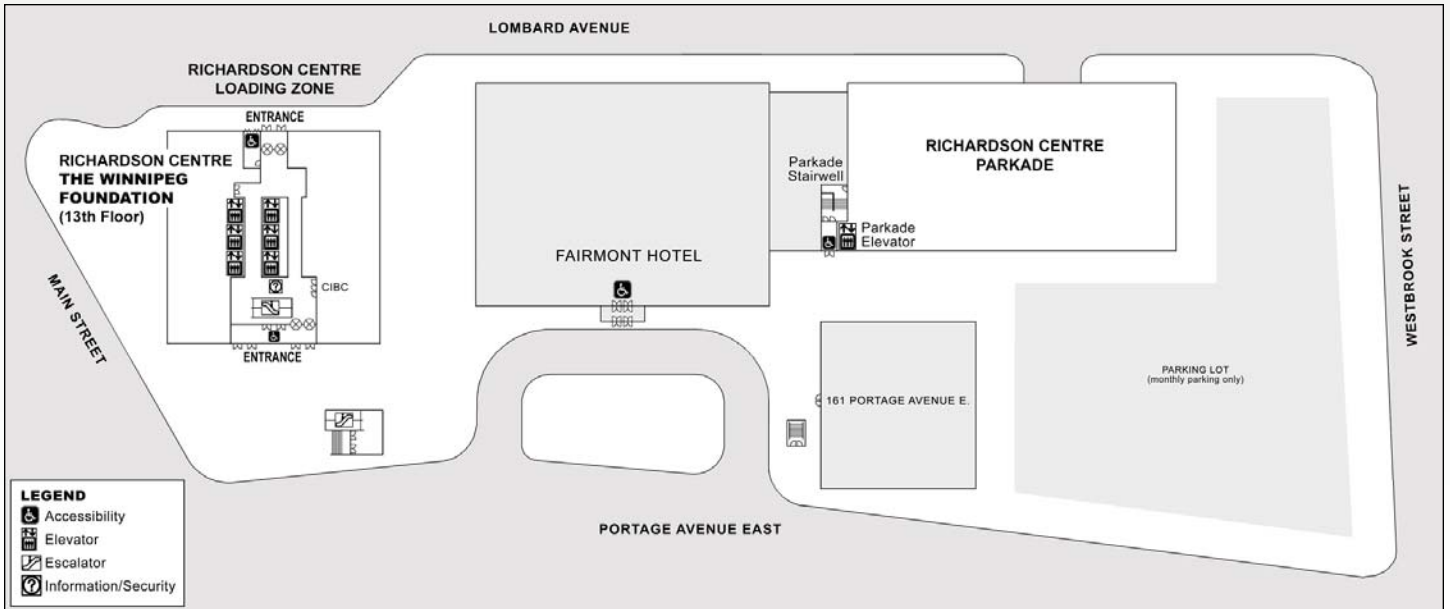 LOMBARD AVENUE
RICHARDSON CENTRE
LOADING ZONE
ENTRANCE
RICHARDSON CENTRE
THE WINNIPEG
FOUNDATION
(13th Floor)
CIBC
ENTRANCE
MAIN STREET
FAIRMONT HOTEL
Parkade
Stairwell
Parkade
Elevator
RICHARDSON CENTRE
PARKADE
WESTBROOK STREET
PARKING LOT
(monthly parking only)
161 PORTAGE AVENUE E.
PORTAGE AVENUE EAST
LEGEND
Accessibility
Elevator
Escalator
Information/Security